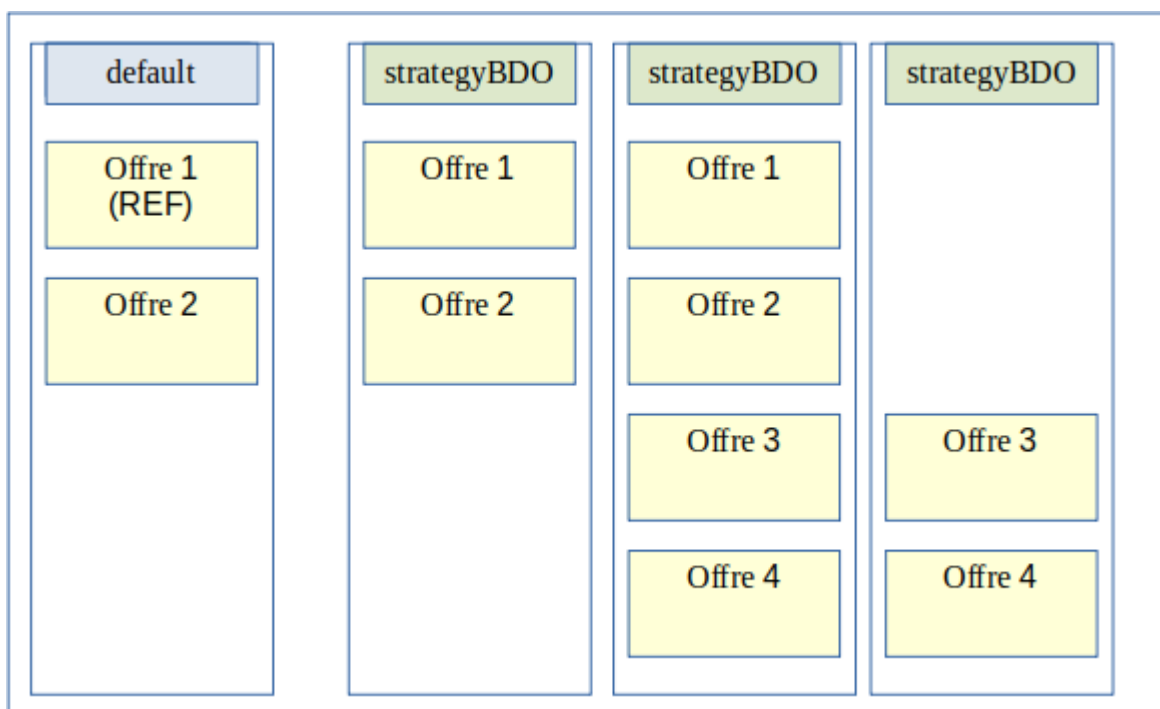 default
Offre 1
(REF)
Offre 2
strategyBDO
Offre 1
Offre 2
strategyBDO
Offre 1
Offre 2
Offre 3
Offre 4
strategyBDO
Offre 3
Offre 4